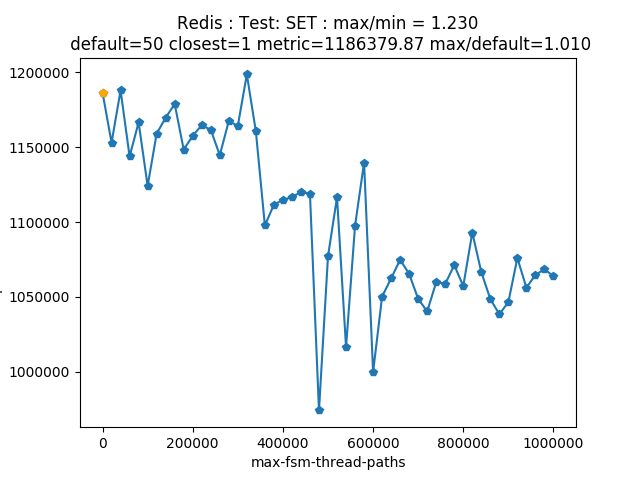 Redis : Test: SET : max/min = 1.230
default=50 closest=1 metric=1186379.87 max/default=1.010
1200000
1150000
1100000
1050000
1000000
0 200000 400000 600000 800000 1000000
max-fsm-thread-paths